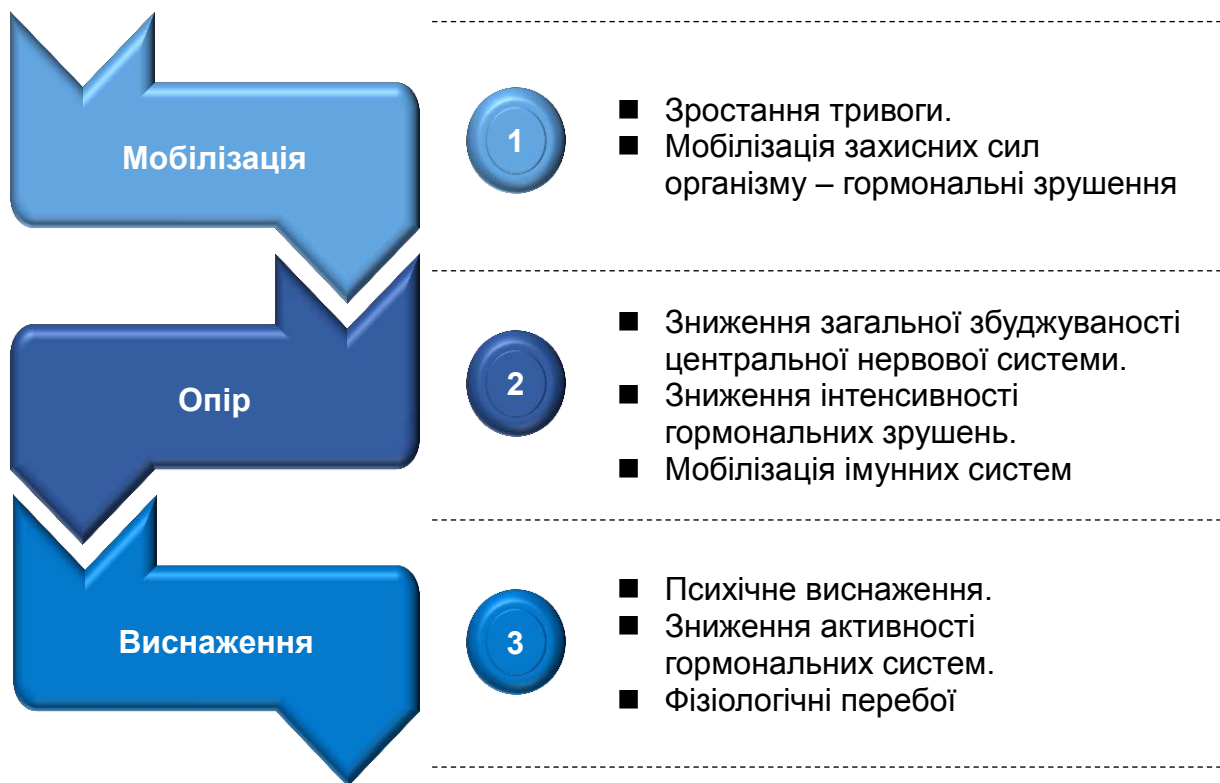 Мобілізація
1
■ Зростання тривоги.
■ Мобілізація захисних сил
організму – гормональні зрушення
Опір
2
■ Зниження загальної збуджуваності
центральної нервової системи.
■ Зниження інтенсивності
гормональних зрушень.
■ Мобілізація імунних систем
Виснаження
3
■ Психічне виснаження.
■ Зниження активності
гормональних систем.
■ Фізіологічні перебої